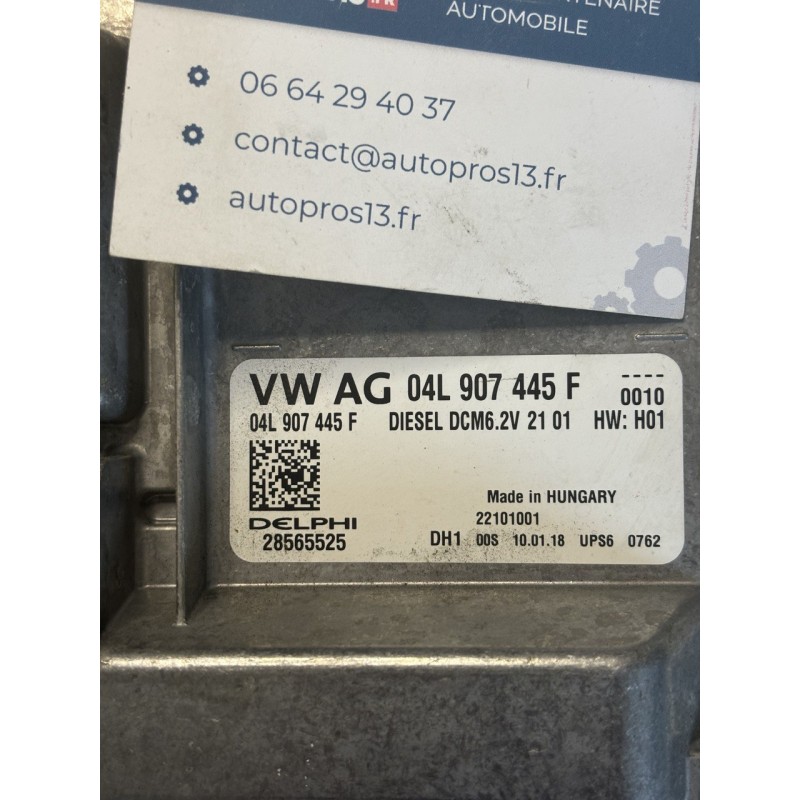 .FR
AUTOMOBILE
06 64 29 40 37
contact@autopros13.fr
autopros13.fr
VW AG 04L 907 445 F ----
0010
04L 907 445 F DIESEL DCM6.2V 21 01 HW: H01
Made in HUNGARY
22101001
DELPHI
28565525 DH1 00S 10.01.18 UPS6 0762